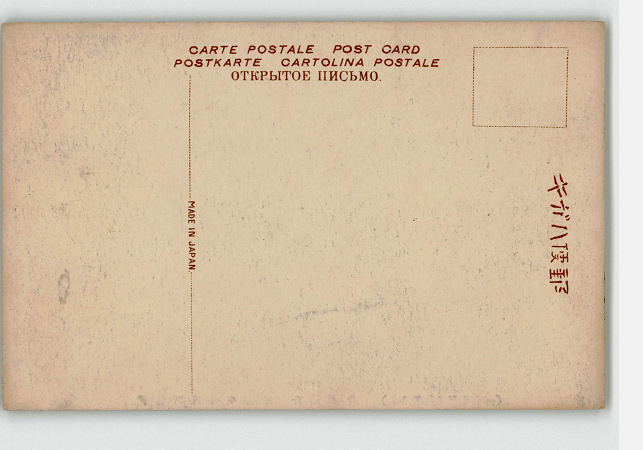 CARTE POSTALE POST CARD
POSTKARTE CARTOLINA POSTALE
ОТКРЫТОЕ ПИСЬМО.
MADE IN JAPAN.
キガハ便郵